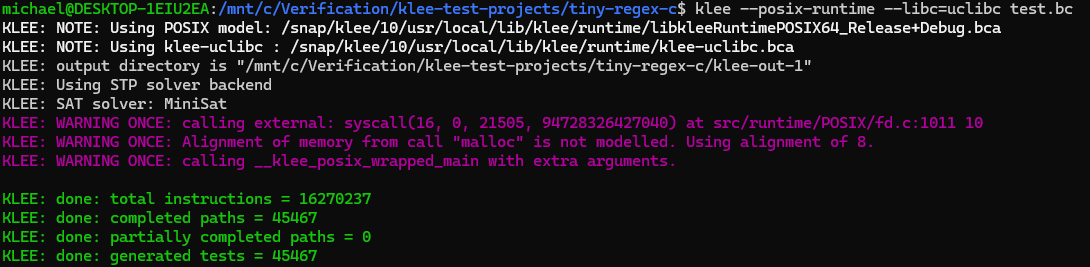 michael@DESKTOP-1EIU2EA:/mnt/c/Verification/klee-test-projects/tiny-regex-c$ klee --posix-runtime --libc=uclibc test.bc
KLEE: NOTE: Using POSIX model: /snap/klee/10/usr/local/lib/klee/runtime/libkleeRuntimePOSIX64_Release+Debug.bca
KLEE: NOTE: Using klee-uclibc : /snap/klee/10/usr/local/lib/klee/runtime/klee-uclibc.bca
KLEE: output directory is "/mnt/c/Verification/klee-test-projects/tiny-regex-c/klee-out-1"
KLEE: Using STP solver backend
KLEE: SAT solver: MiniSat
KLEE: WARNING ONCE: calling external: syscall(16, 0, 21505, 94728326427040) at src/runtime/POSIX/fd.c:1011 10
KLEE: WARNING ONCE: Alignment of memory from call "malloc" is not modelled. Using alignment of 8.
KLEE: WARNING ONCE: calling __klee_posix_wrapped_main with extra arguments.
KLEE: done: total instructions = 16270237
KLEE: done: completed paths = 45467
KLEE: done: partially completed paths = 0
KLEE: done: generated tests = 45467